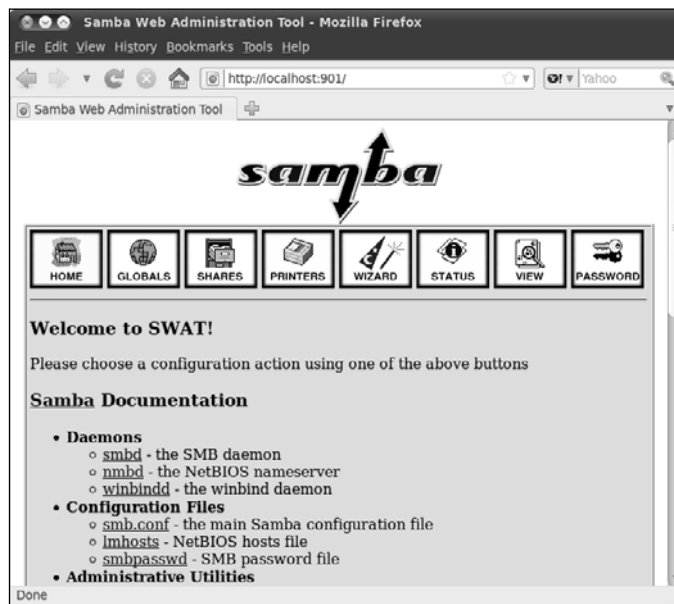 Samba Web Administration Tool - Mozilla Firefox
File Edit View History Bookmarks Tools Help
http://localhost:901/
Yahoo
Samba Web Administration Tool
samba
HOME GLOBALS SHARES PRINTERS WIZARD STATUS VIEW PASSWORD
Welcome to SWAT!
Please choose a configuration action using one of the above buttons
Samba Documentation
• Daemons
◦ smbd - the SMB daemon
◦ nmbd - the NetBIOS nameserver
◦ winbindd - the winbind daemon
• Configuration Files
◦ smb.conf - the main Samba configuration file
◦ lmhosts - NetBIOS hosts file
◦ smbpasswd - SMB password file
• Administrative Utilities
Done